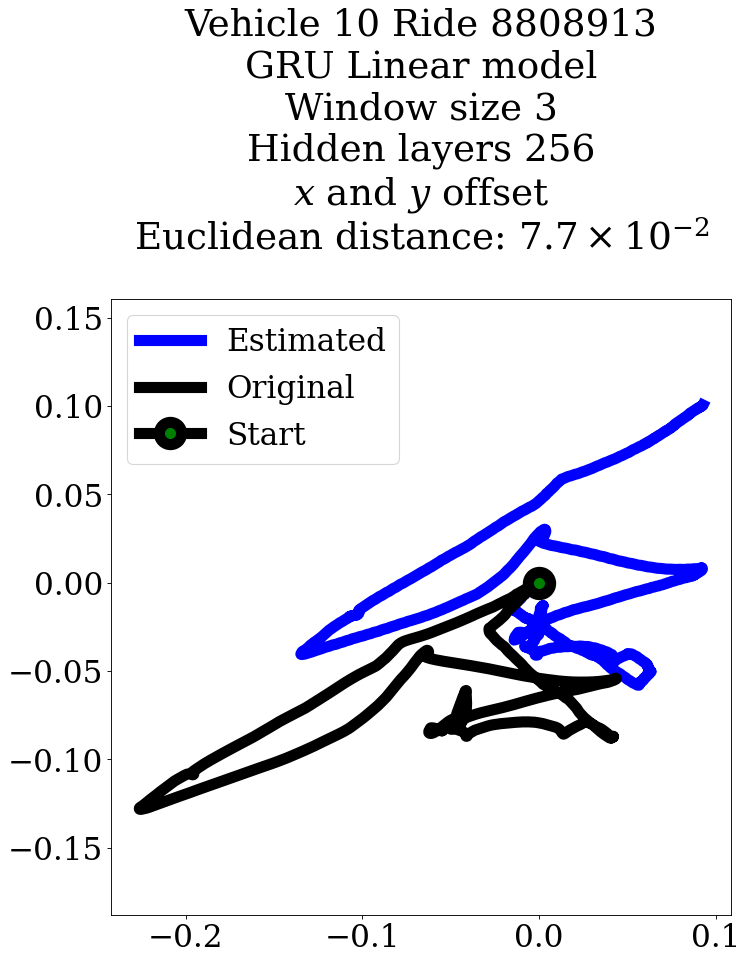 Vehicle 10 Ride 8808913
GRU Linear model
Window size 3
Hidden layers 256
x and y offset
Euclidean distance: 7.7 × 10⁻²
Estimated
Original
Start
0.15
0.10
0.05
0.00
−0.05
−0.10
−0.15
−0.2 −0.1 0.0 0.1